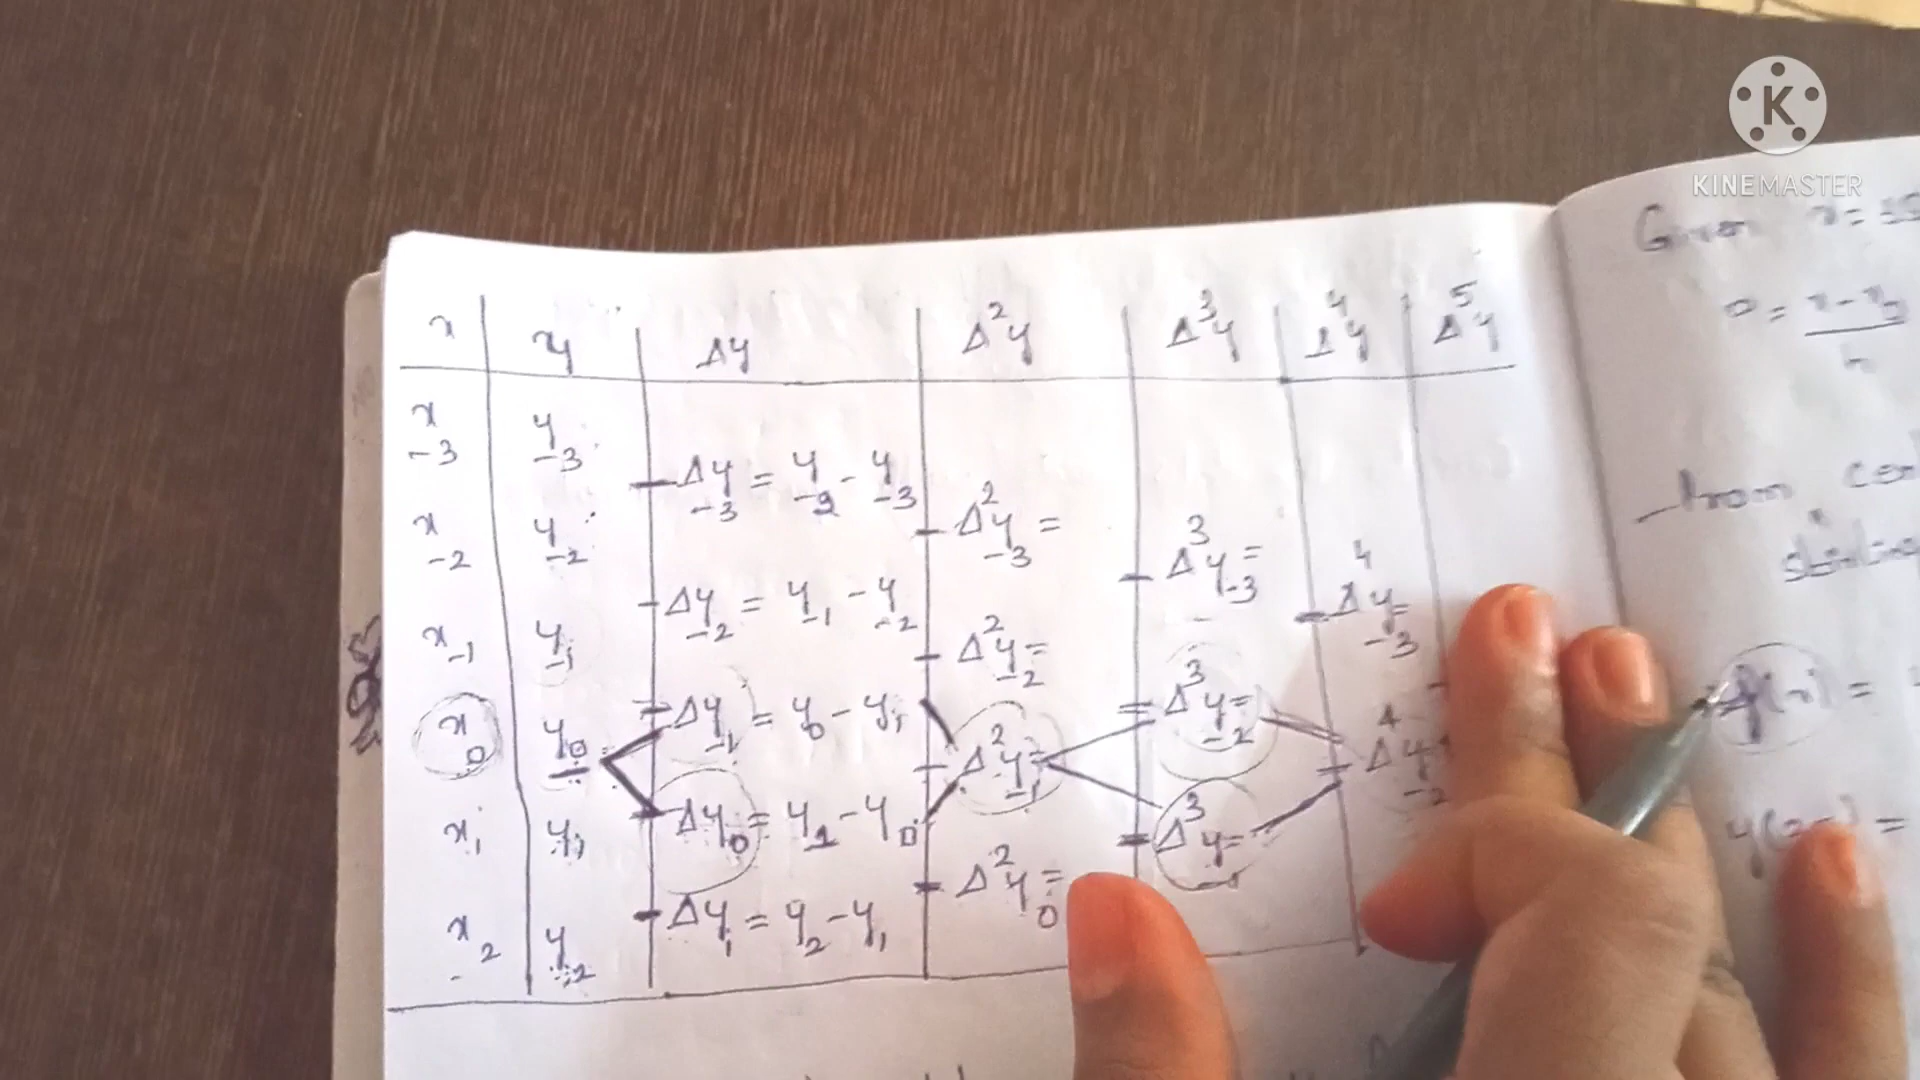 K
KINEMASTER
x y Δy Δ²y Δ³y Δ⁴y Δ⁵y
x₋₃ y₋₃
Δy₋₃ = y₋₂ - y₋₃
Δ²y₋₃ =
x₋₂ y₋₂
Δ³y₋₃ =
Δy₋₂ = y₋₁ - y₋₂
Δ⁴y₋₃ =
x₋₁ y₋₁
Δ²y₋₂ =
Δy₋₁ = y₀ - y₋₁
Δ³y₋₂ =
x₀ y₀
Δ²y₋₁ =
Δ⁴y₋₂
Δy₀ = y₁ - y₀
Δ³y₋₁ =
x₁ y₁
Δ²y₀ =
Δy₁ = y₂ - y₁
x₂ y₂
Given x =
from
f(x) =